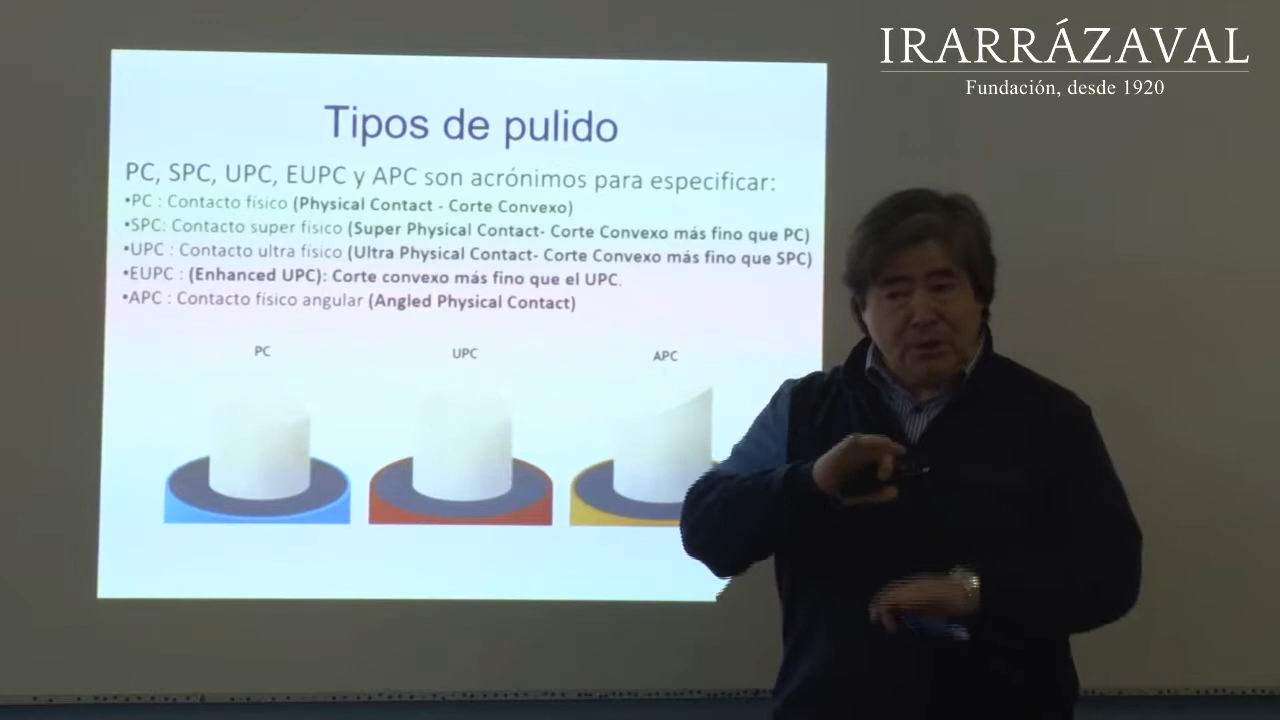 IRARRÁZAVAL
Fundación, desde 1920
Tipos de pulido
PC, SPC, UPC, EUPC y APC son acrónimos para especificar:
•PC : Contacto físico (Physical Contact - Corte Convexo)
•SPC: Contacto super físico (Super Physical Contact- Corte Convexo más fino que PC)
•UPC : Contacto ultra físico (Ultra Physical Contact- Corte Convexo más fino que SPC)
•EUPC : (Enhanced UPC): Corte convexo más fino que el UPC.
•APC : Contacto físico angular (Angled Physical Contact)
PC UPC APC